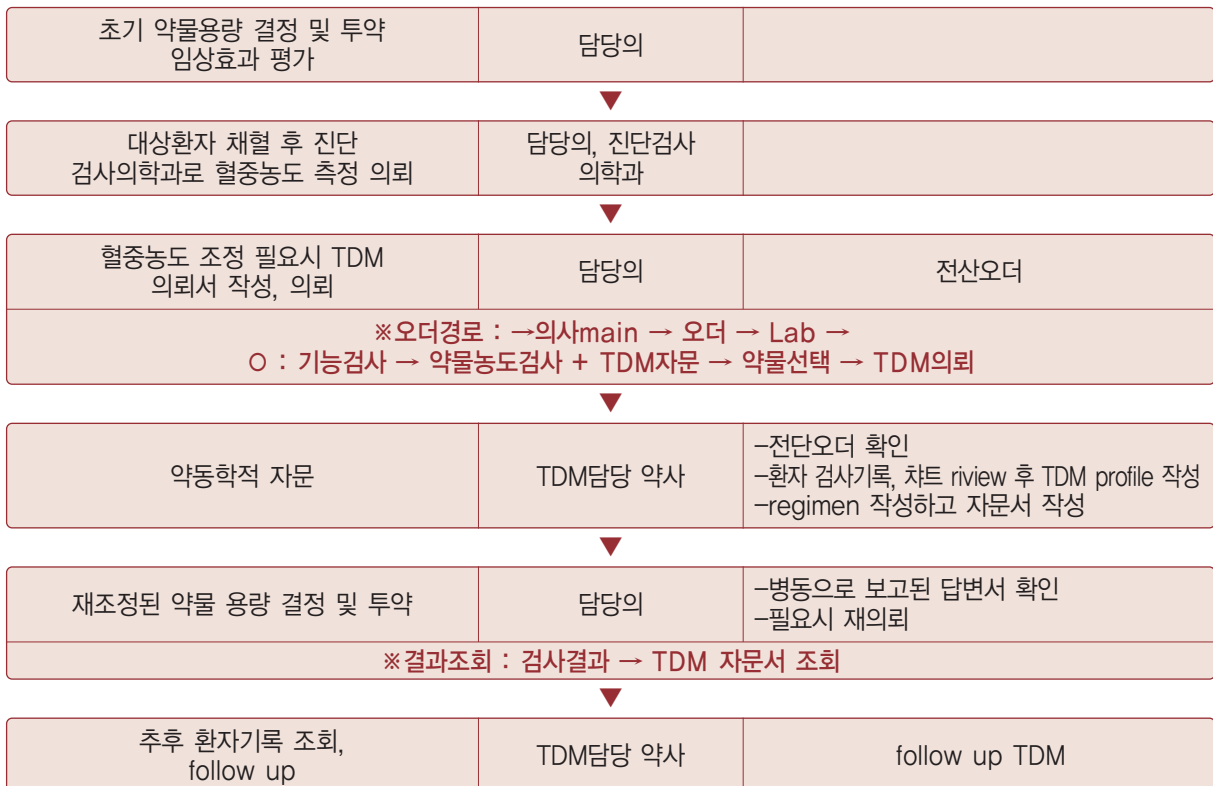 초기 약물용량 결정 및 투약
임상효과 평가
담당의
▼
대상환자 채혈 후 진단
검사의학과로 혈중농도 측정 의뢰
담당의, 진단검사
의학과
▼
혈중농도 조정 필요시 TDM
의뢰서 작성, 의뢰
담당의
전산오더
※오더경로 : →의사main → 오더 → Lab →
O : 기능검사 → 약물농도검사 + TDM자문 → 약물선택 → TDM의뢰
▼
약동학적 자문
TDM담당 약사
–전단오더 확인
–환자 검사기록, 챠트 riview 후 TDM profile 작성
–regimen 작성하고 자문서 작성
▼
재조정된 약물 용량 결정 및 투약
담당의
–병동으로 보고된 답변서 확인
–필요시 재의뢰
※결과조회 : 검사결과 → TDM 자문서 조회
▼
추후 환자기록 조회,
follow up
TDM담당 약사
follow up TDM